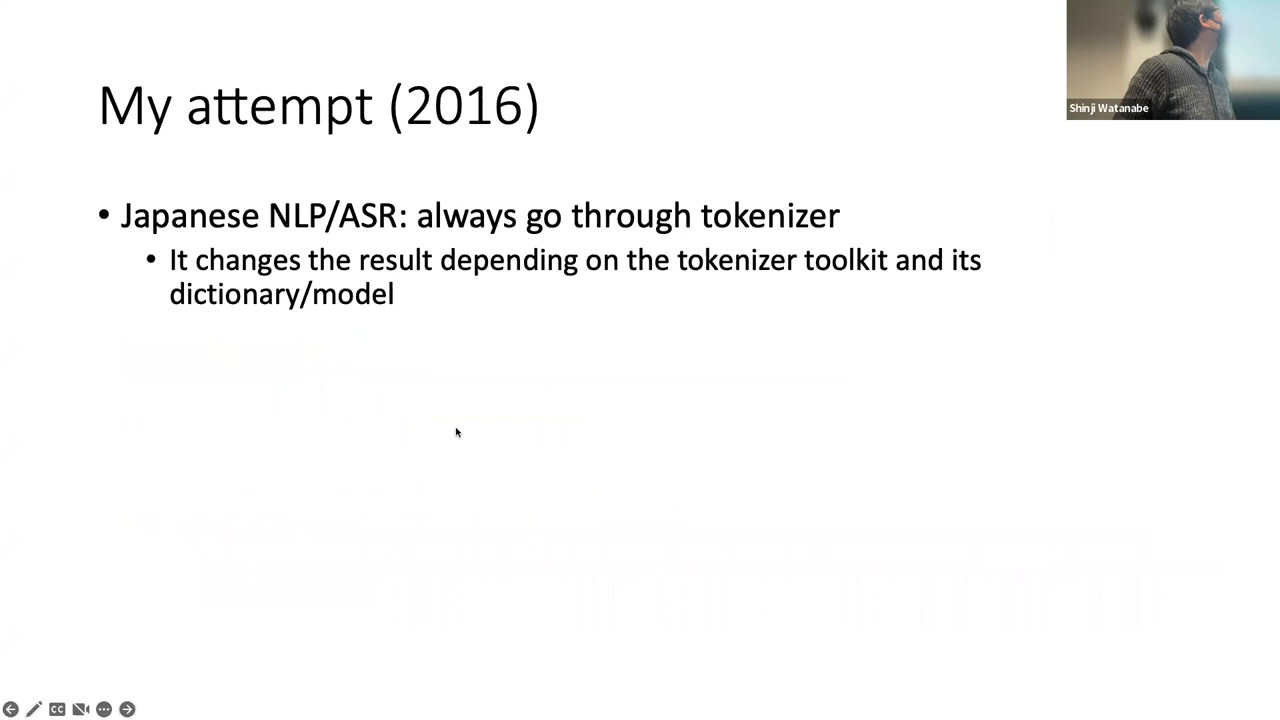 My attempt (2016)
• Japanese NLP/ASR: always go through tokenizer
• It changes the result depending on the tokenizer toolkit and its
dictionary/model
Shinji Watanabe
CC